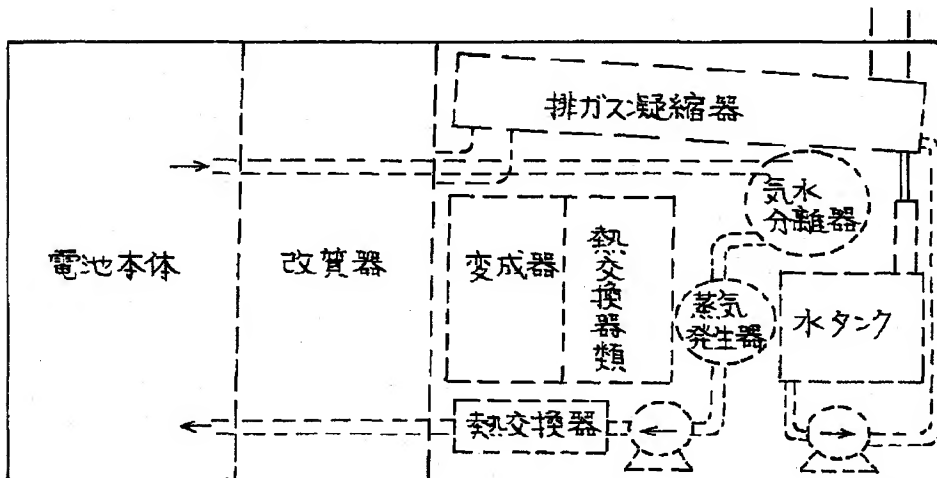 排ガス凝縮器
気水
分離器
電池本体
改質器
変成器
熱交換器類
蒸気
発生器
水タンク
熱交換器